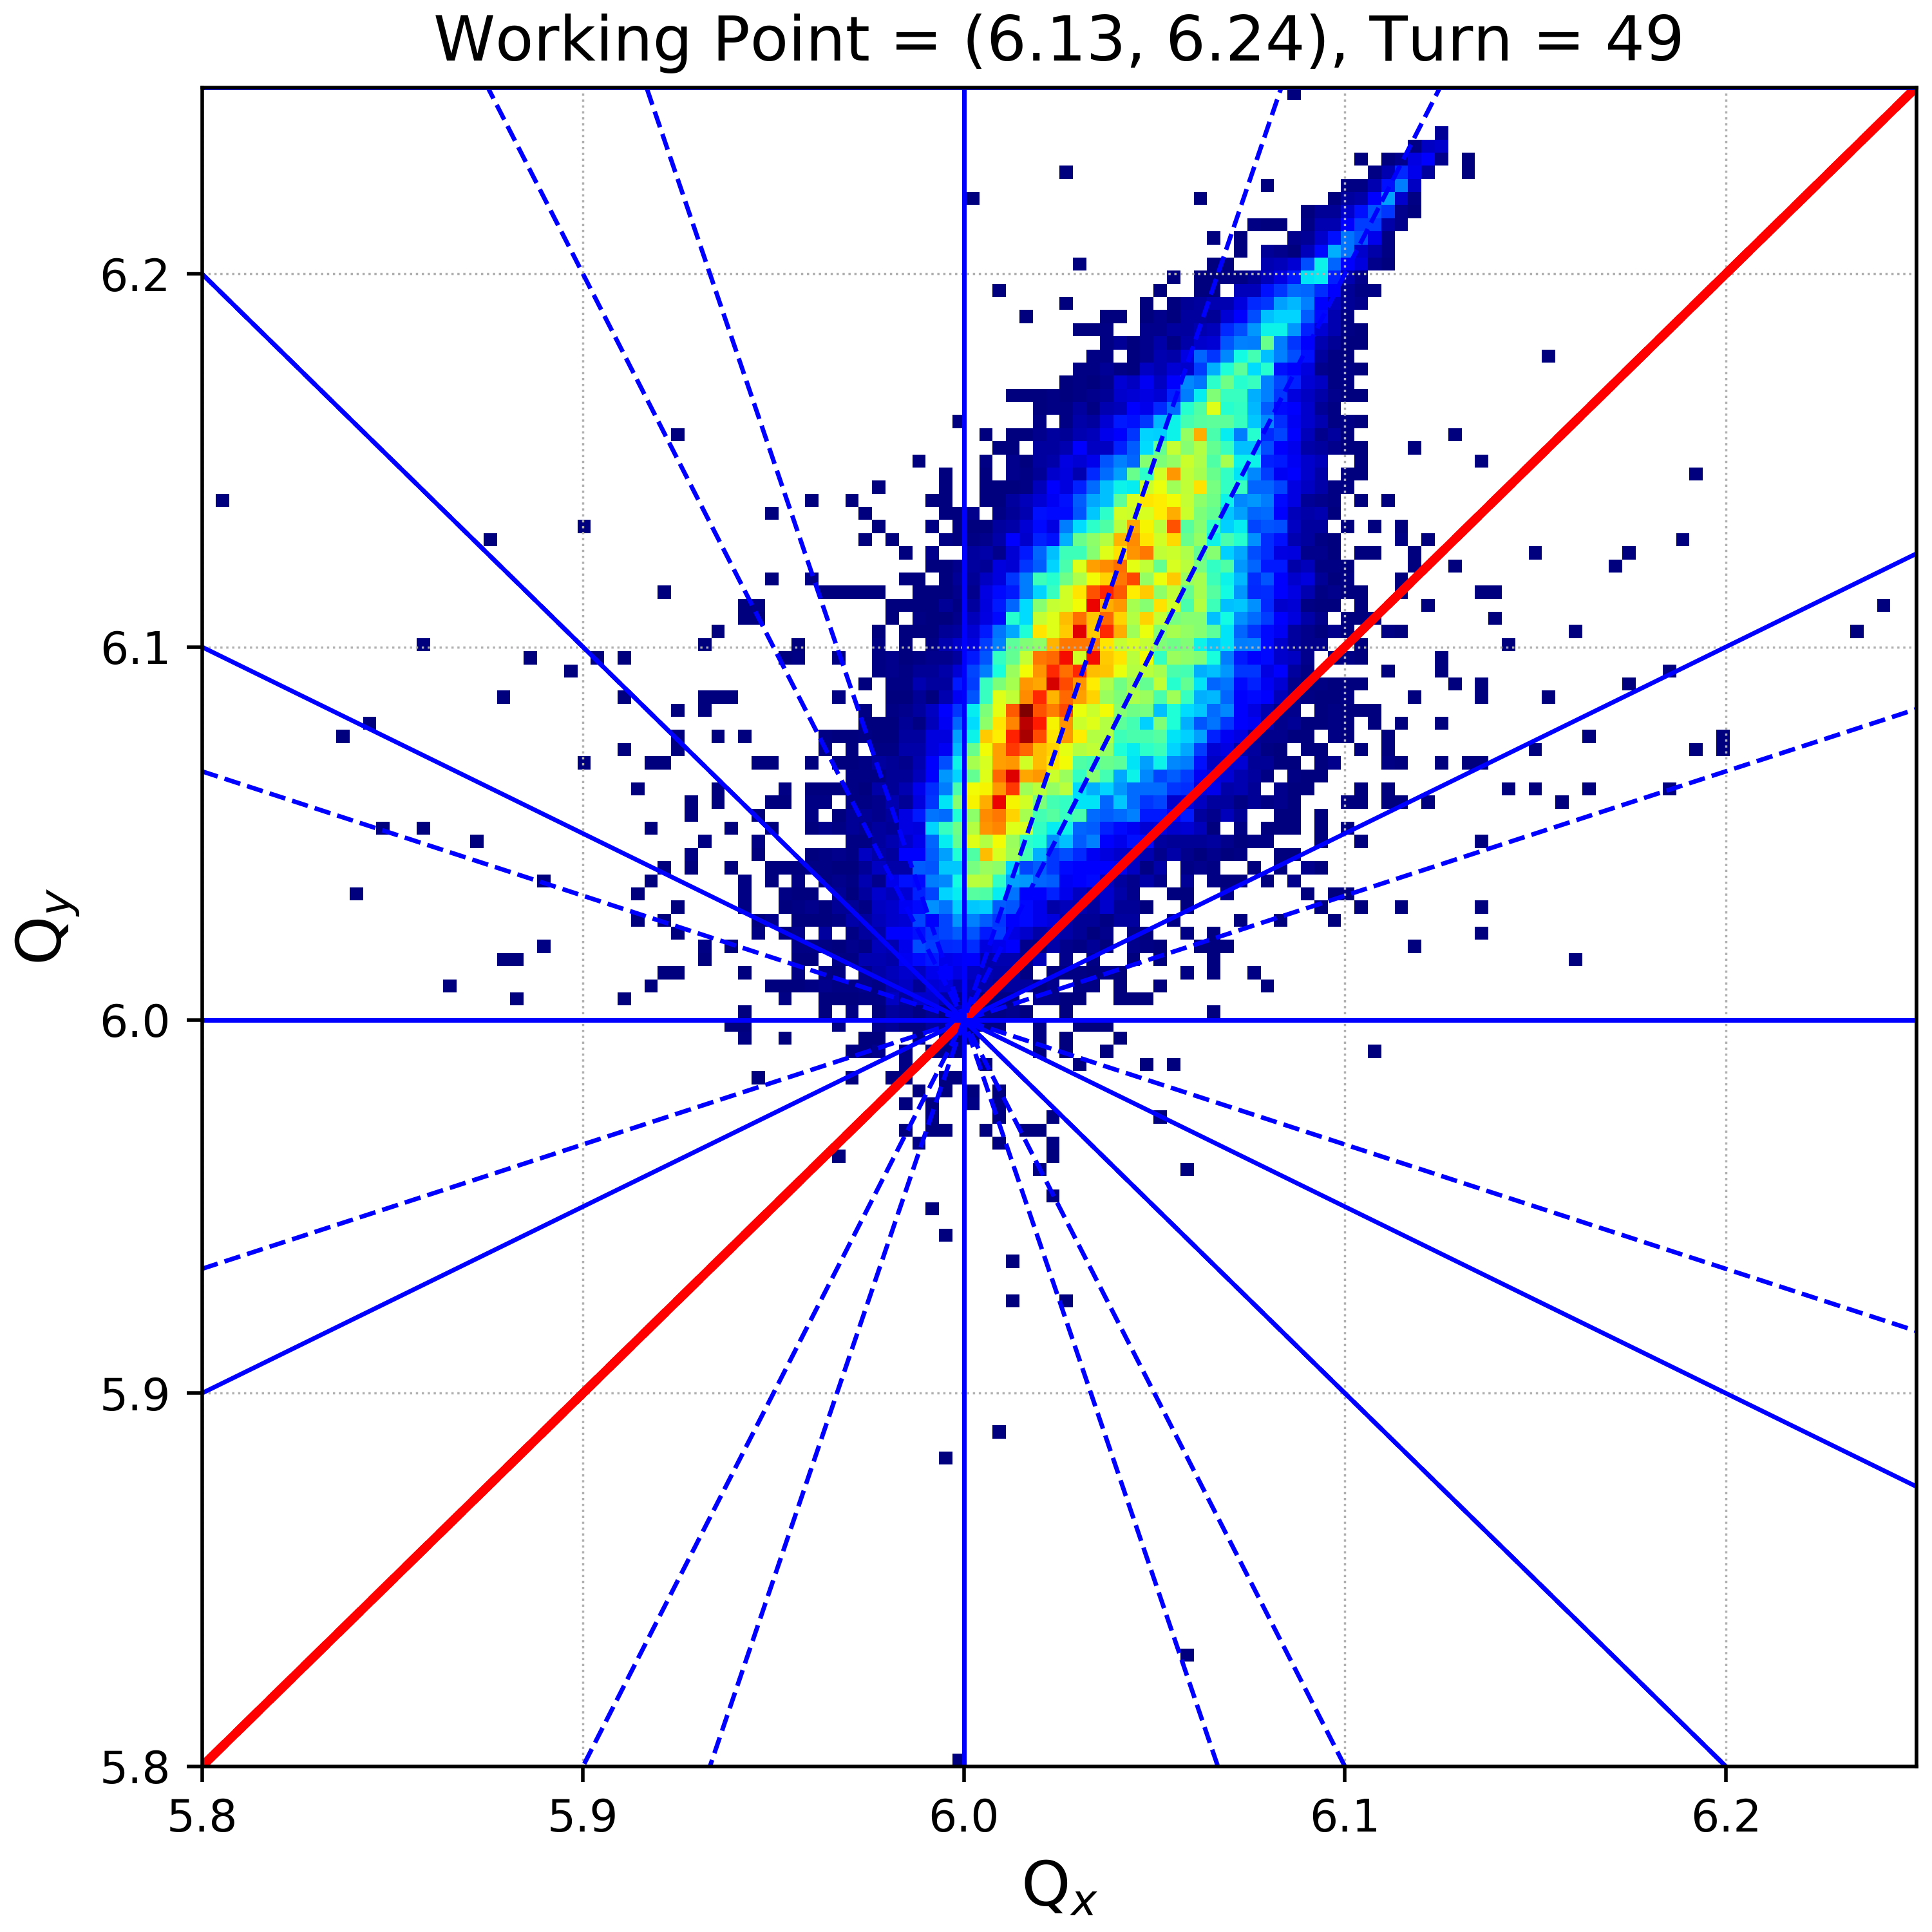 Working Point = (6.13, 6.24), Turn = 49
6.2
6.1
6.0
5.9
5.8
Qy
5.8 5.9 6.0 6.1 6.2
Qx